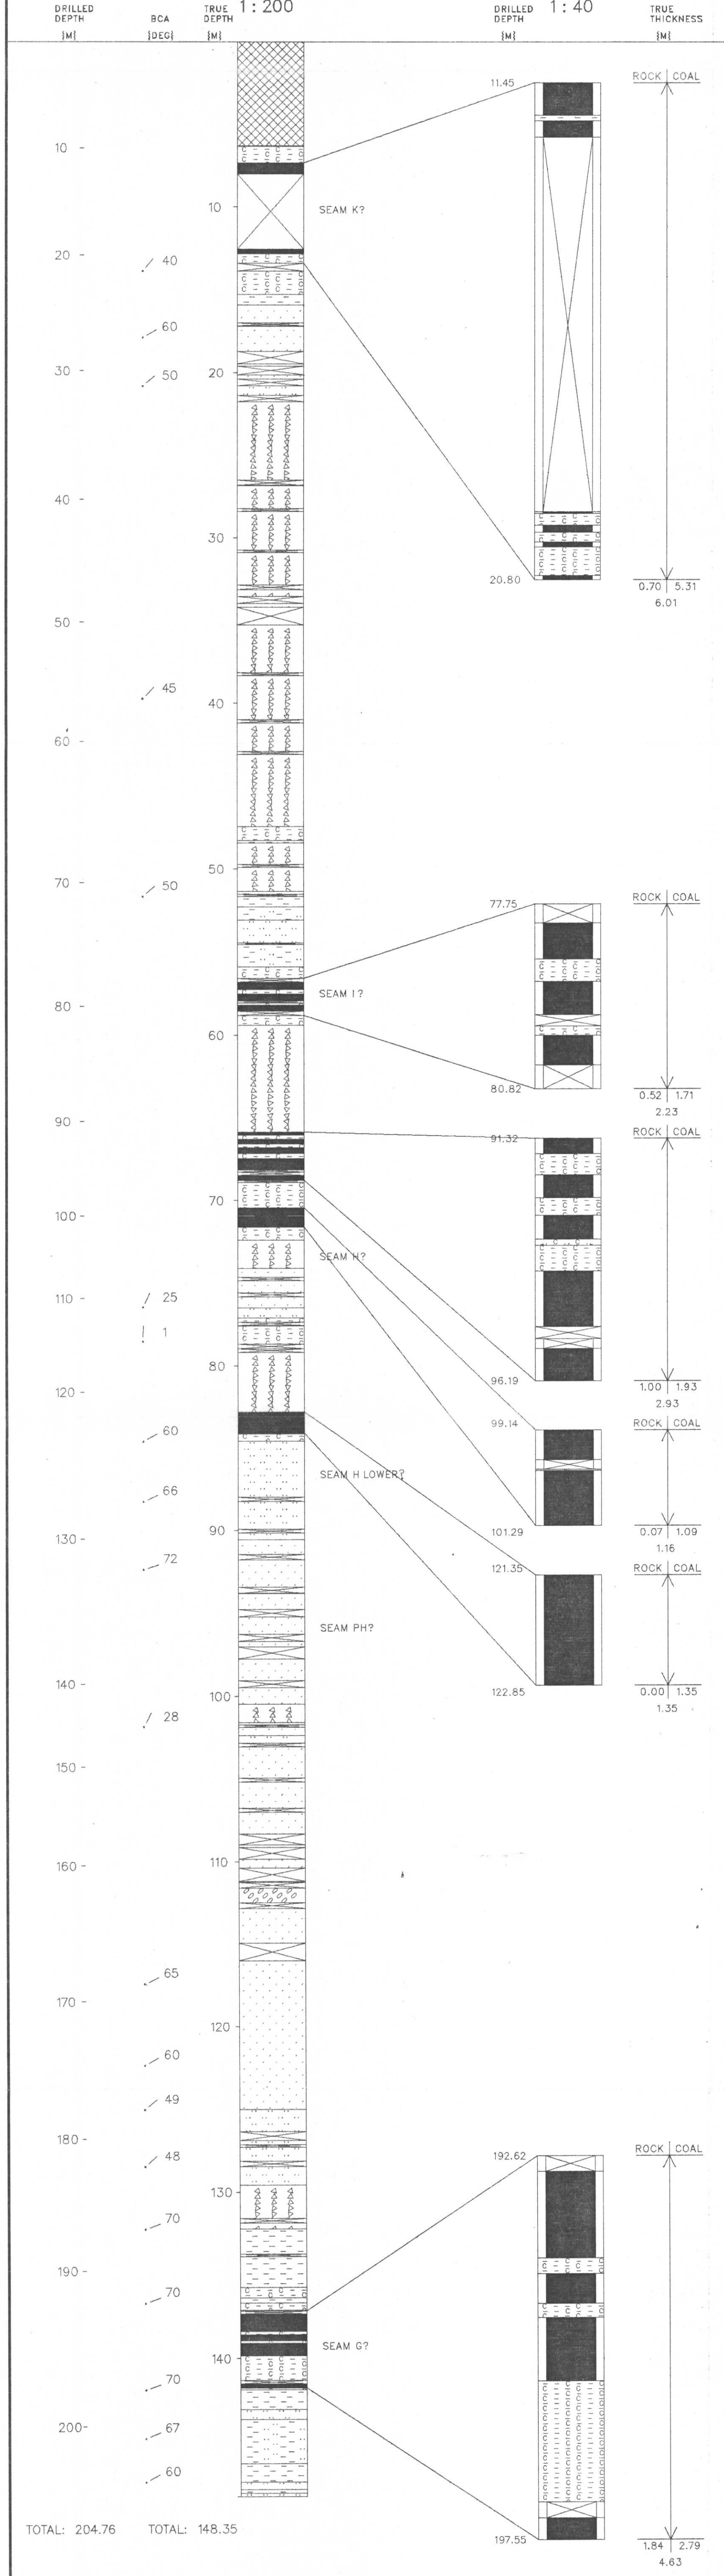 DRILLED DEPTH {M} BCA {DEG} TRUE DEPTH {M} 1:200 DRILLED DEPTH {M} 1:40 TRUE THICKNESS {M}
11.45 ROCK COAL
10
10 SEAM K?
20 40
60
30 50 20
40
30
20.80 0.70 5.31
6.01
50
45 40
60
50
70 50 77.75 ROCK COAL
SEAM I?
80
60 80.82 0.52 1.71
2.23
90 91.32 ROCK COAL
70
100
SEAM H?
110 25
1
80 96.19 1.00 1.93
120 2.93
60 99.14 ROCK COAL
SEAM H LOWER?
66
130 90 101.29 0.07 1.09
1.16
72 121.35 ROCK COAL
SEAM PH?
140 100 122.85 0.00 1.35
1.35
28
150
160 110
65
170
120
60
49
180
48 192.62 ROCK COAL
130
70
190
70
SEAM G?
140
70
200 67
60
TOTAL: 204.76 TOTAL: 148.35
197.55 1.84 2.79
4.63